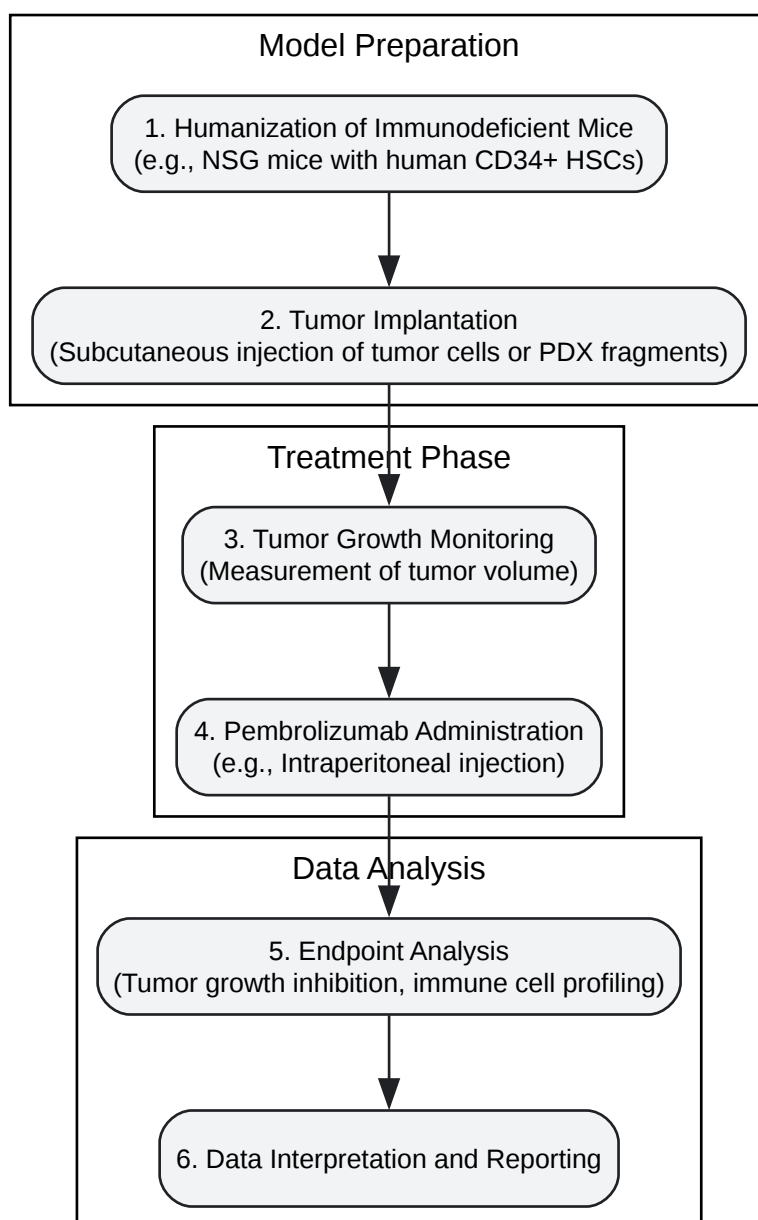 Model Preparation
1. Humanization of Immunodeficient Mice
(e.g., NSG mice with human CD34+ HSCs)
2. Tumor Implantation
(Subcutaneous injection of tumor cells or PDX fragments)
Treatment Phase
3. Tumor Growth Monitoring
(Measurement of tumor volume)
4. Pembrolizumab Administration
(e.g., Intraperitoneal injection)
Data Analysis
5. Endpoint Analysis
(Tumor growth inhibition, immune cell profiling)
6. Data Interpretation and Reporting